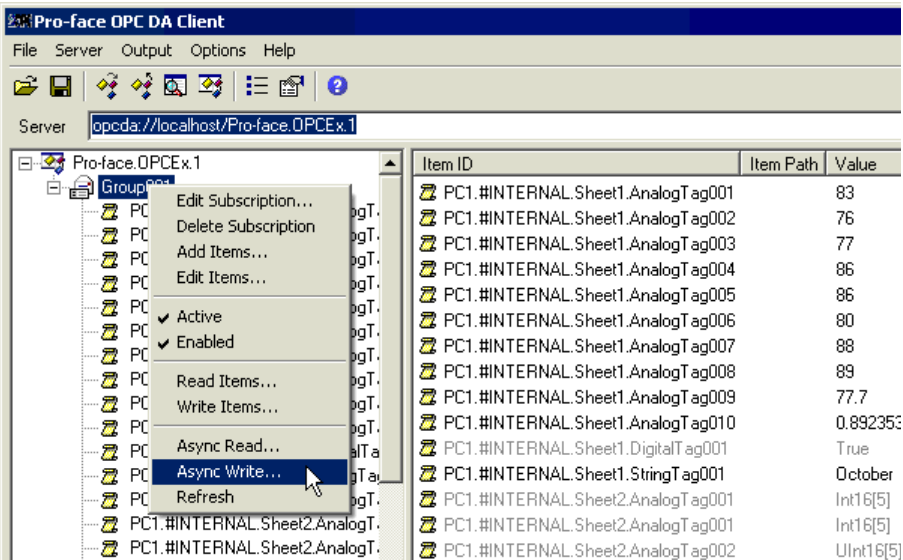 Pro-face OPC DA Client
File Server Output Options Help
Server opcda://localhost/Pro-face.OPCEx.1
Pro-face.OPCEx.1
Group001
Edit Subscription...
Delete Subscription
Add Items...
Edit Items...
Active
Enabled
Read Items...
Write Items...
Async Read...
Async Write...
Refresh
PC1.#INTERNAL.Sheet2.AnalogT
PC1.#INTERNAL.Sheet2.AnalogT
Item ID Item Path Value
PC1.#INTERNAL.Sheet1.AnalogTag001 83
PC1.#INTERNAL.Sheet1.AnalogTag002 76
PC1.#INTERNAL.Sheet1.AnalogTag003 77
PC1.#INTERNAL.Sheet1.AnalogTag004 86
PC1.#INTERNAL.Sheet1.AnalogTag005 86
PC1.#INTERNAL.Sheet1.AnalogTag006 80
PC1.#INTERNAL.Sheet1.AnalogTag007 88
PC1.#INTERNAL.Sheet1.AnalogTag008 89
PC1.#INTERNAL.Sheet1.AnalogTag009 77.7
PC1.#INTERNAL.Sheet1.AnalogTag010 0.892353
PC1.#INTERNAL.Sheet1.DigitalTag001 True
PC1.#INTERNAL.Sheet1.StringTag001 October
PC1.#INTERNAL.Sheet2.AnalogTag001 Int16[5]
PC1.#INTERNAL.Sheet2.AnalogTag001 Int16[5]
PC1.#INTERNAL.Sheet2.AnalogTag002 UInt16[5]